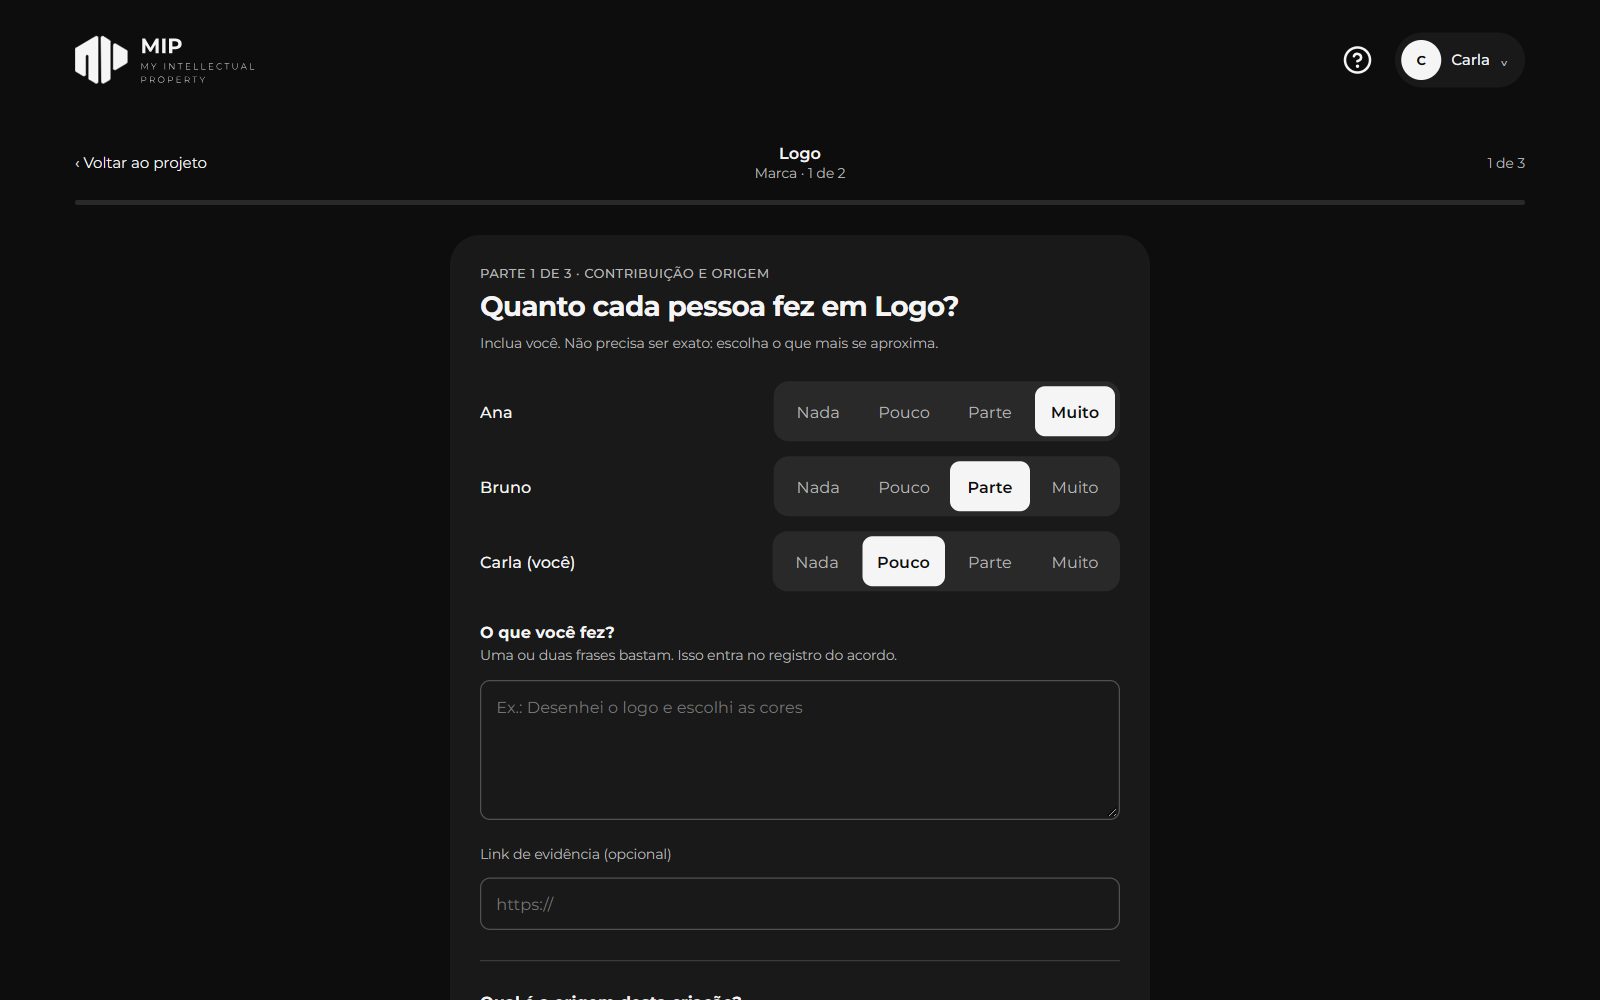 MIP
MY INTELLECTUAL
PROPERTY
C
Carla
‹ Voltar ao projeto
Logo
Marca · 1 de 2
1 de 3
PARTE 1 DE 3 · CONTRIBUIÇÃO E ORIGEM
Quanto cada pessoa fez em Logo?
Inclua você. Não precisa ser exato: escolha o que mais se aproxima.
Ana Nada Pouco Parte Muito
Bruno Nada Pouco Parte Muito
Carla (você) Nada Pouco Parte Muito
O que você fez?
Uma ou duas frases bastam. Isso entra no registro do acordo.
Ex.: Desenhei o logo e escolhi as cores
Link de evidência (opcional)
https://
Qual é a origem desta criação?